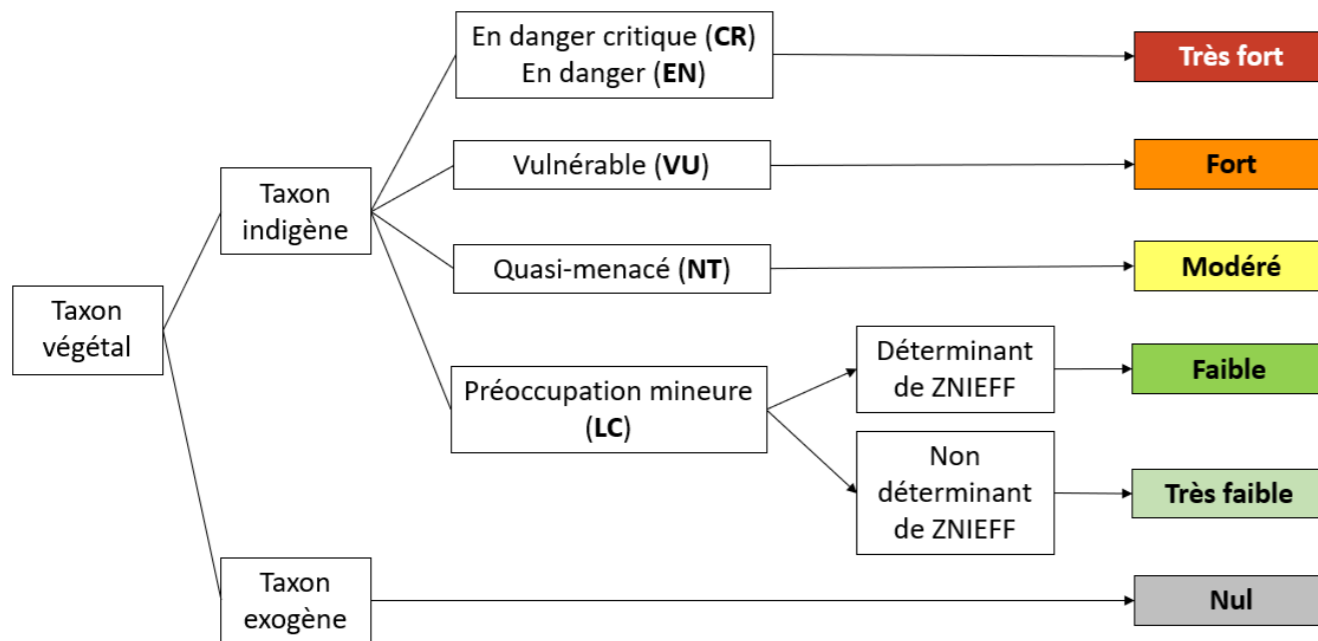 Taxon
végétal
Taxon
indigène
En danger critique (CR)
En danger (EN)
Très fort
Vulnérable (VU)
Fort
Quasi-menacé (NT)
Modéré
Préoccupation mineure
(LC)
Déterminant
de ZNIEFF
Faible
Non
déterminant
de ZNIEFF
Très faible
Taxon
exogène
Nul